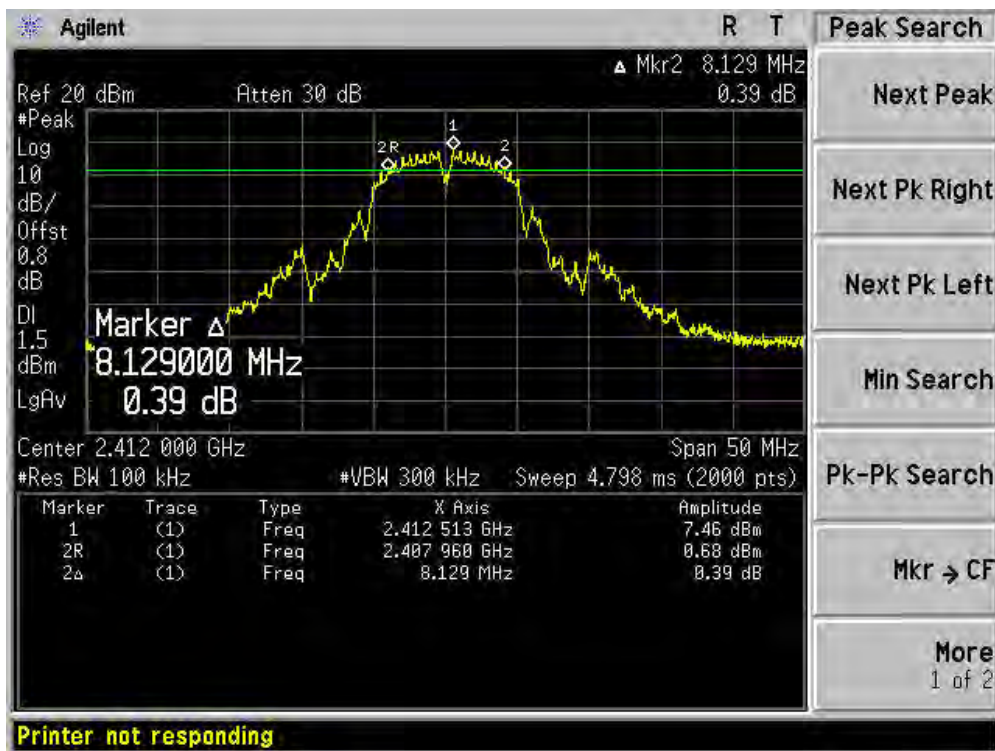 Agilent R T
Peak Search
Δ Mkr2 8.129 MHz
Ref 20 dBm Atten 30 dB 0.39 dB
#Peak
Log
10
dB/
Offst
0.8
dB
DI
1.5
dBm
LgAv
1
2R
2
Marker Δ
8.129000 MHz
0.39 dB
Center 2.412 000 GHz Span 50 MHz
#Res BW 100 kHz #VBW 300 kHz Sweep 4.798 ms (2000 pts)
Marker Trace Type X Axis Amplitude
1 (1) Freq 2.412 513 GHz 7.46 dBm
2R (1) Freq 2.407 960 GHz 0.68 dBm
2Δ (1) Freq 8.129 MHz 0.39 dB
Next Peak
Next Pk Right
Next Pk Left
Min Search
Pk-Pk Search
Mkr → CF
More
1 of 2
Printer not responding